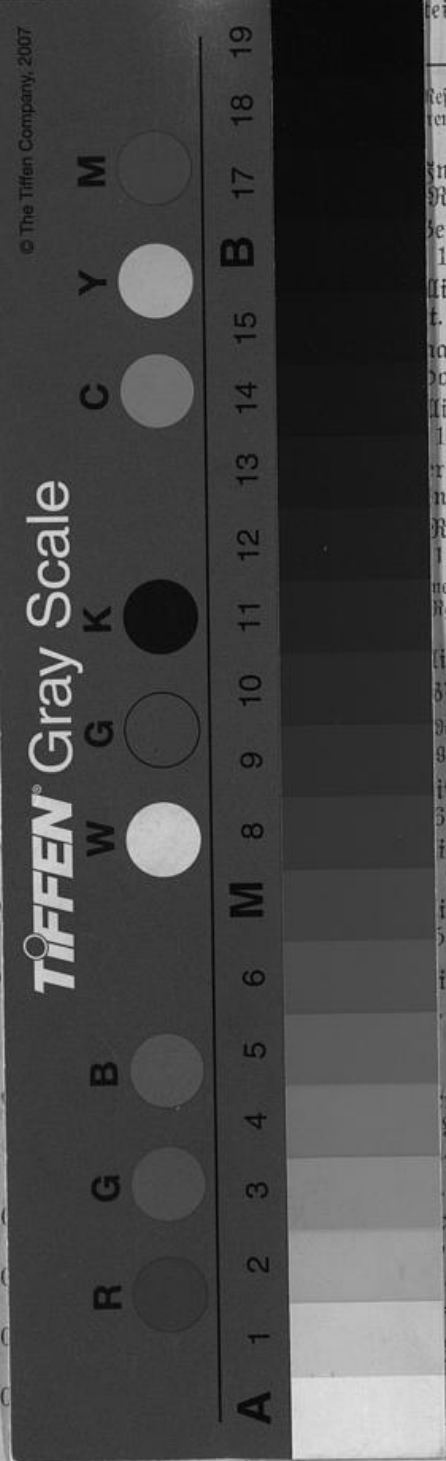 © The Tiffen Company, 2007
TIFFEN® Gray Scale
R G B W G K C Y M
A 1 2 3 4 5 6 M 8 9 10 11 12 13 14 15 B 17 18 19